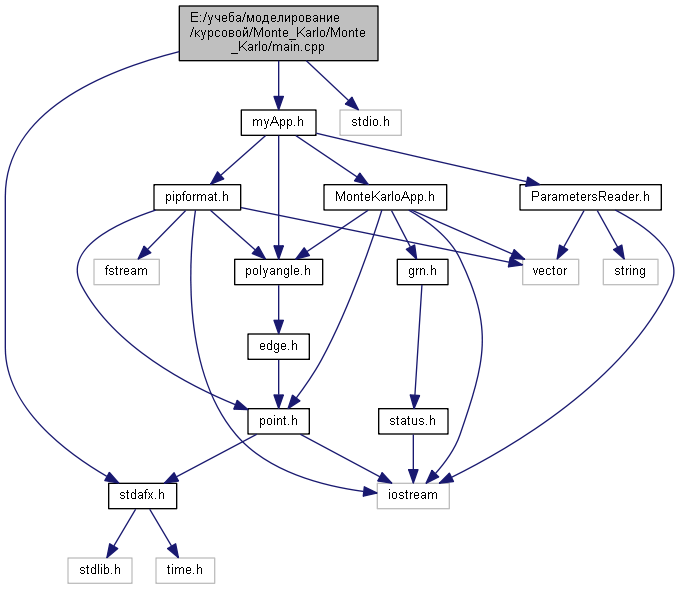 E:/учеба/моделирование
/курсовой/Monte_Karlo/Monte
_Karlo/main.cpp
myApp.h
stdio.h
pipformat.h
MonteKarloApp.h
ParametersReader.h
fstream
polyangle.h
grn.h
vector
string
edge.h
point.h
status.h
stdafx.h
iostream
stdlib.h
time.h